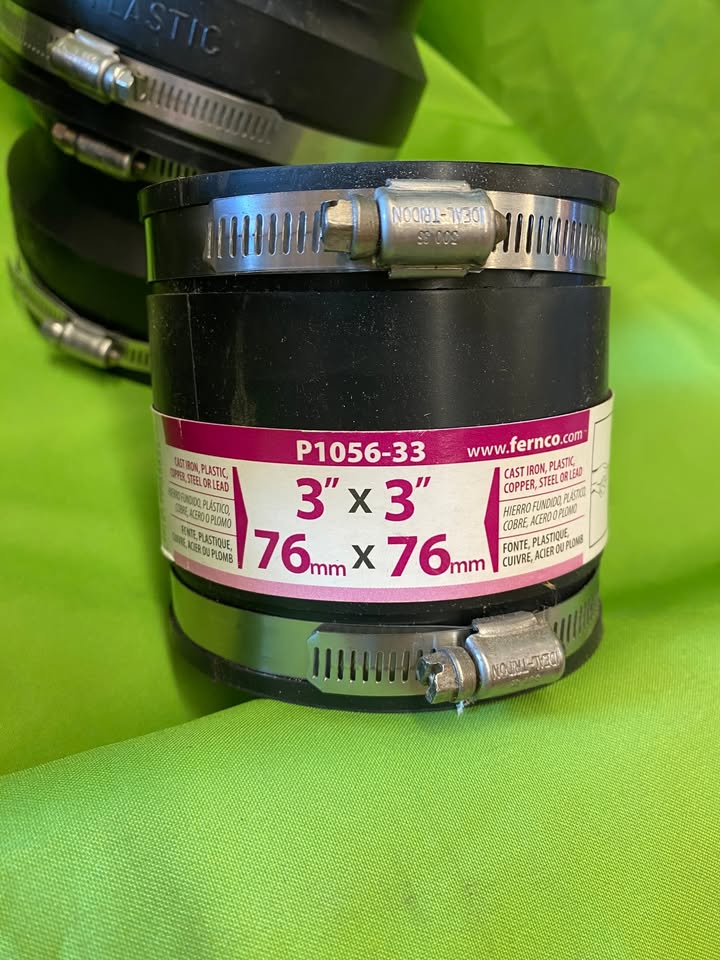 PLASTIC
IDEAL-TRIDON
P1056-33
www.fernco.com
CAST IRON, PLASTIC,
COPPER, STEEL OR LEAD
HIERRO FUNDIDO, PLÁSTICO,
COBRE, ACERO O PLOMO
FONTE, PLASTIQUE,
CUIVRE, ACIER OU PLOMB
3" x 3"
76mm x 76mm
CAST IRON, PLASTIC,
COPPER, STEEL OR LEAD
HIERRO FUNDIDO, PLÁSTICO,
COBRE, ACERO O PLOMO
FONTE, PLASTIQUE,
CUIVRE, ACIER OU PLOMB
IDEAL-TRIDON